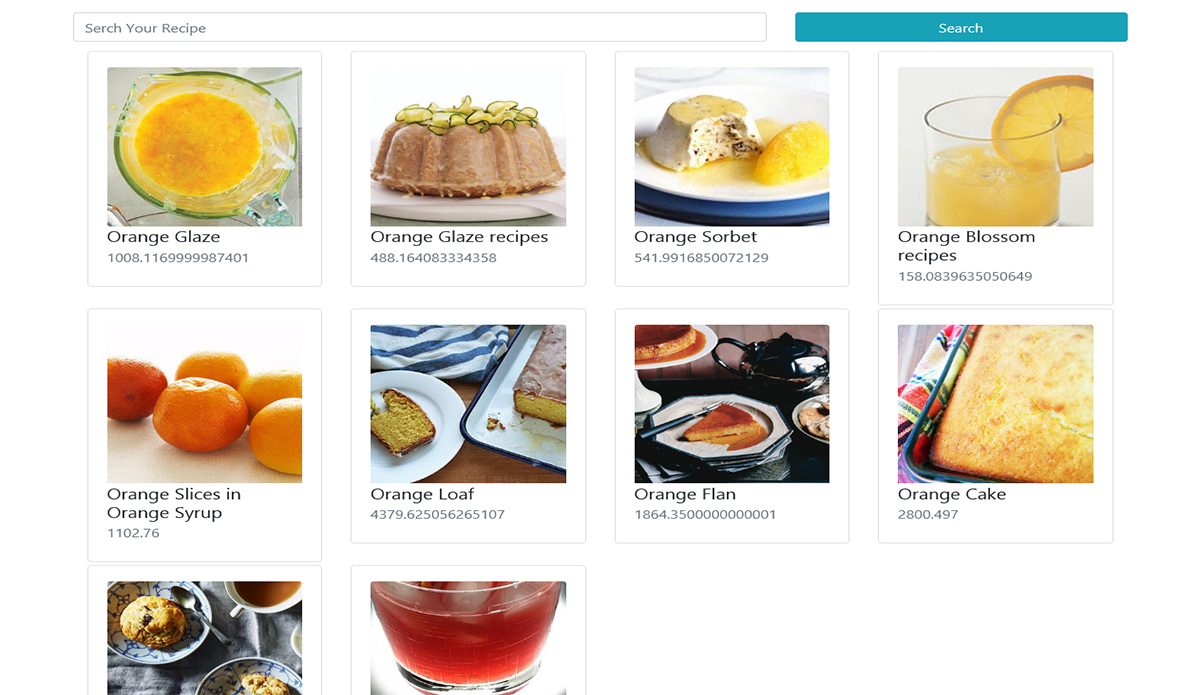 Serch Your Recipe
Search
Orange Glaze
1008.1169999987401
Orange Glaze recipes
488.164083334358
Orange Sorbet
541.9916850072129
Orange Blossom
recipes
158.0839635050649
Orange Slices in
Orange Syrup
1102.76
Orange Loaf
4379.625056265107
Orange Flan
1864.3500000000001
Orange Cake
2800.497